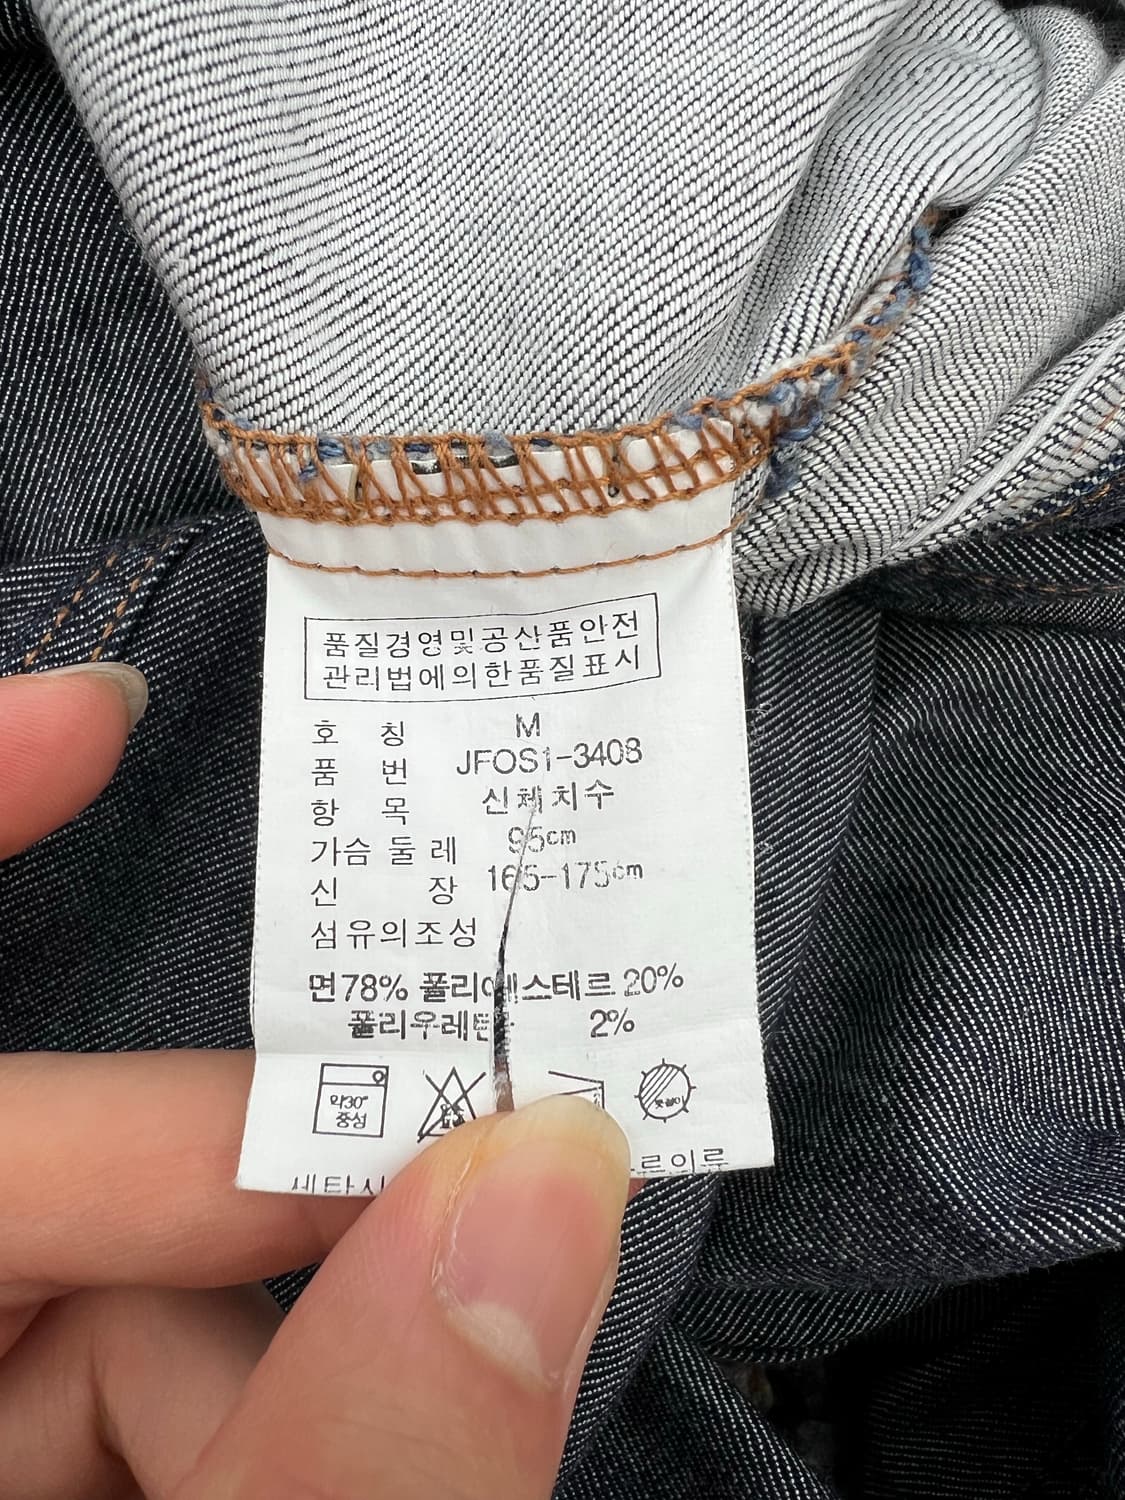 품질경영및공산품안전
관리법에의한품질표시
호 칭 M
품 번 JFOS1-3408
항 목 신체치수
가슴 둘 레 95cm
신 장 165-175cm
섬유의조성
면78% 폴리에스테르 20%
폴리우레탄 2%
약30°
중성